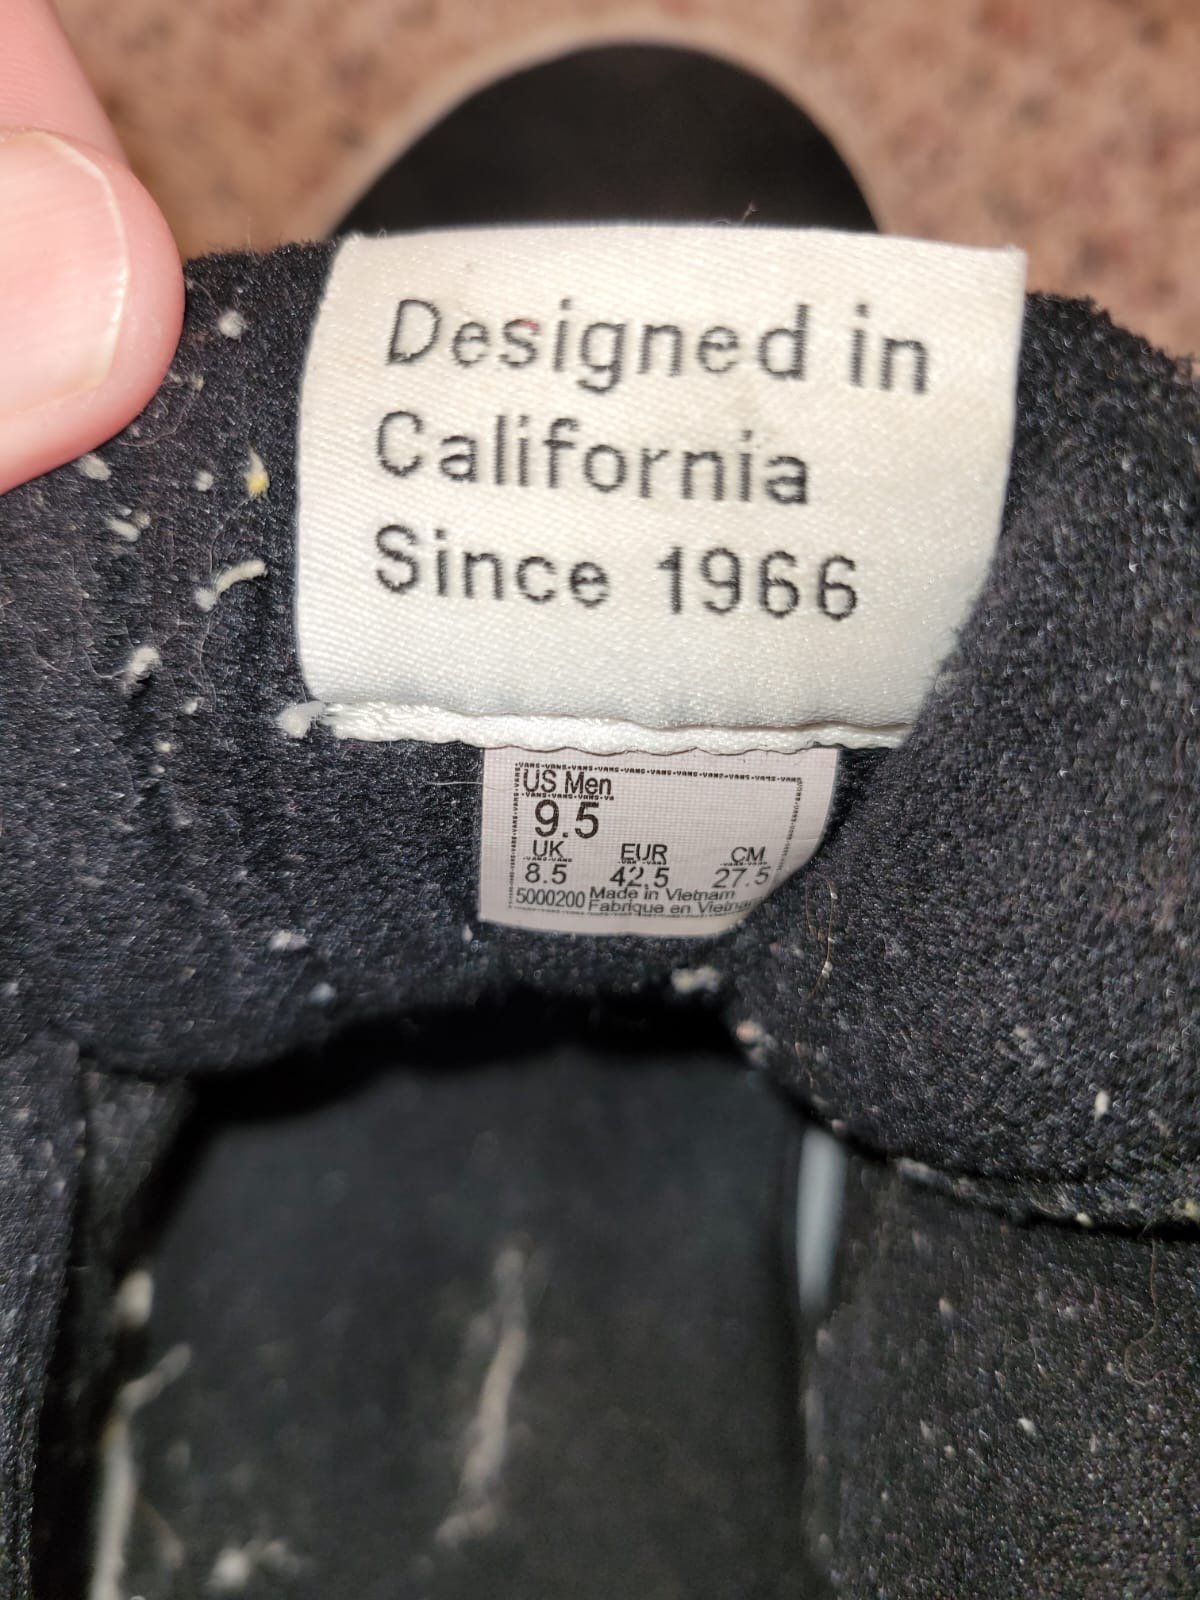 Designed in
California
Since 1966
US Men
9.5
UK EUR CM
8.5 42.5 27.5
5000200 Made in Vietnam
Fabrique en